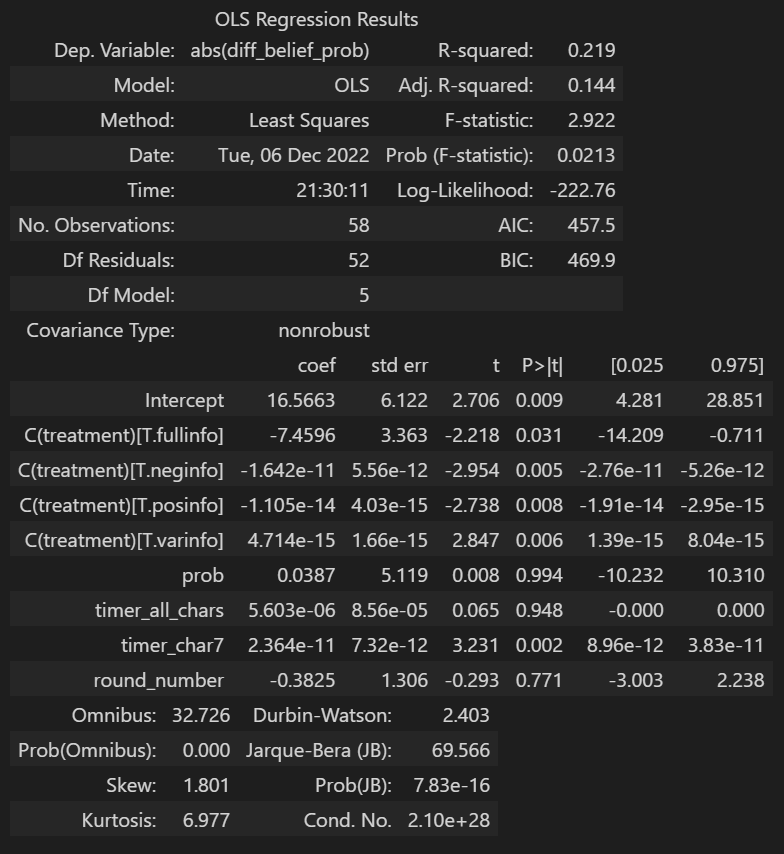 OLS Regression Results
Dep. Variable: abs(diff_belief_prob) R-squared: 0.219
Model: OLS Adj. R-squared: 0.144
Method: Least Squares F-statistic: 2.922
Date: Tue, 06 Dec 2022 Prob (F-statistic): 0.0213
Time: 21:30:11 Log-Likelihood: -222.76
No. Observations: 58 AIC: 457.5
Df Residuals: 52 BIC: 469.9
Df Model: 5
Covariance Type: nonrobust
coef std err t P>|t| [0.025 0.975]
Intercept 16.5663 6.122 2.706 0.009 4.281 28.851
C(treatment)[T.fullinfo] -7.4596 3.363 -2.218 0.031 -14.209 -0.711
C(treatment)[T.neginfo] -1.642e-11 5.56e-12 -2.954 0.005 -2.76e-11 -5.26e-12
C(treatment)[T.posinfo] -1.105e-14 4.03e-15 -2.738 0.008 -1.91e-14 -2.95e-15
C(treatment)[T.varinfo] 4.714e-15 1.66e-15 2.847 0.006 1.39e-15 8.04e-15
prob 0.0387 5.119 0.008 0.994 -10.232 10.310
timer_all_chars 5.603e-06 8.56e-05 0.065 0.948 -0.000 0.000
timer_char7 2.364e-11 7.32e-12 3.231 0.002 8.96e-12 3.83e-11
round_number -0.3825 1.306 -0.293 0.771 -3.003 2.238
Omnibus: 32.726 Durbin-Watson: 2.403
Prob(Omnibus): 0.000 Jarque-Bera (JB): 69.566
Skew: 1.801 Prob(JB): 7.83e-16
Kurtosis: 6.977 Cond. No. 2.10e+28